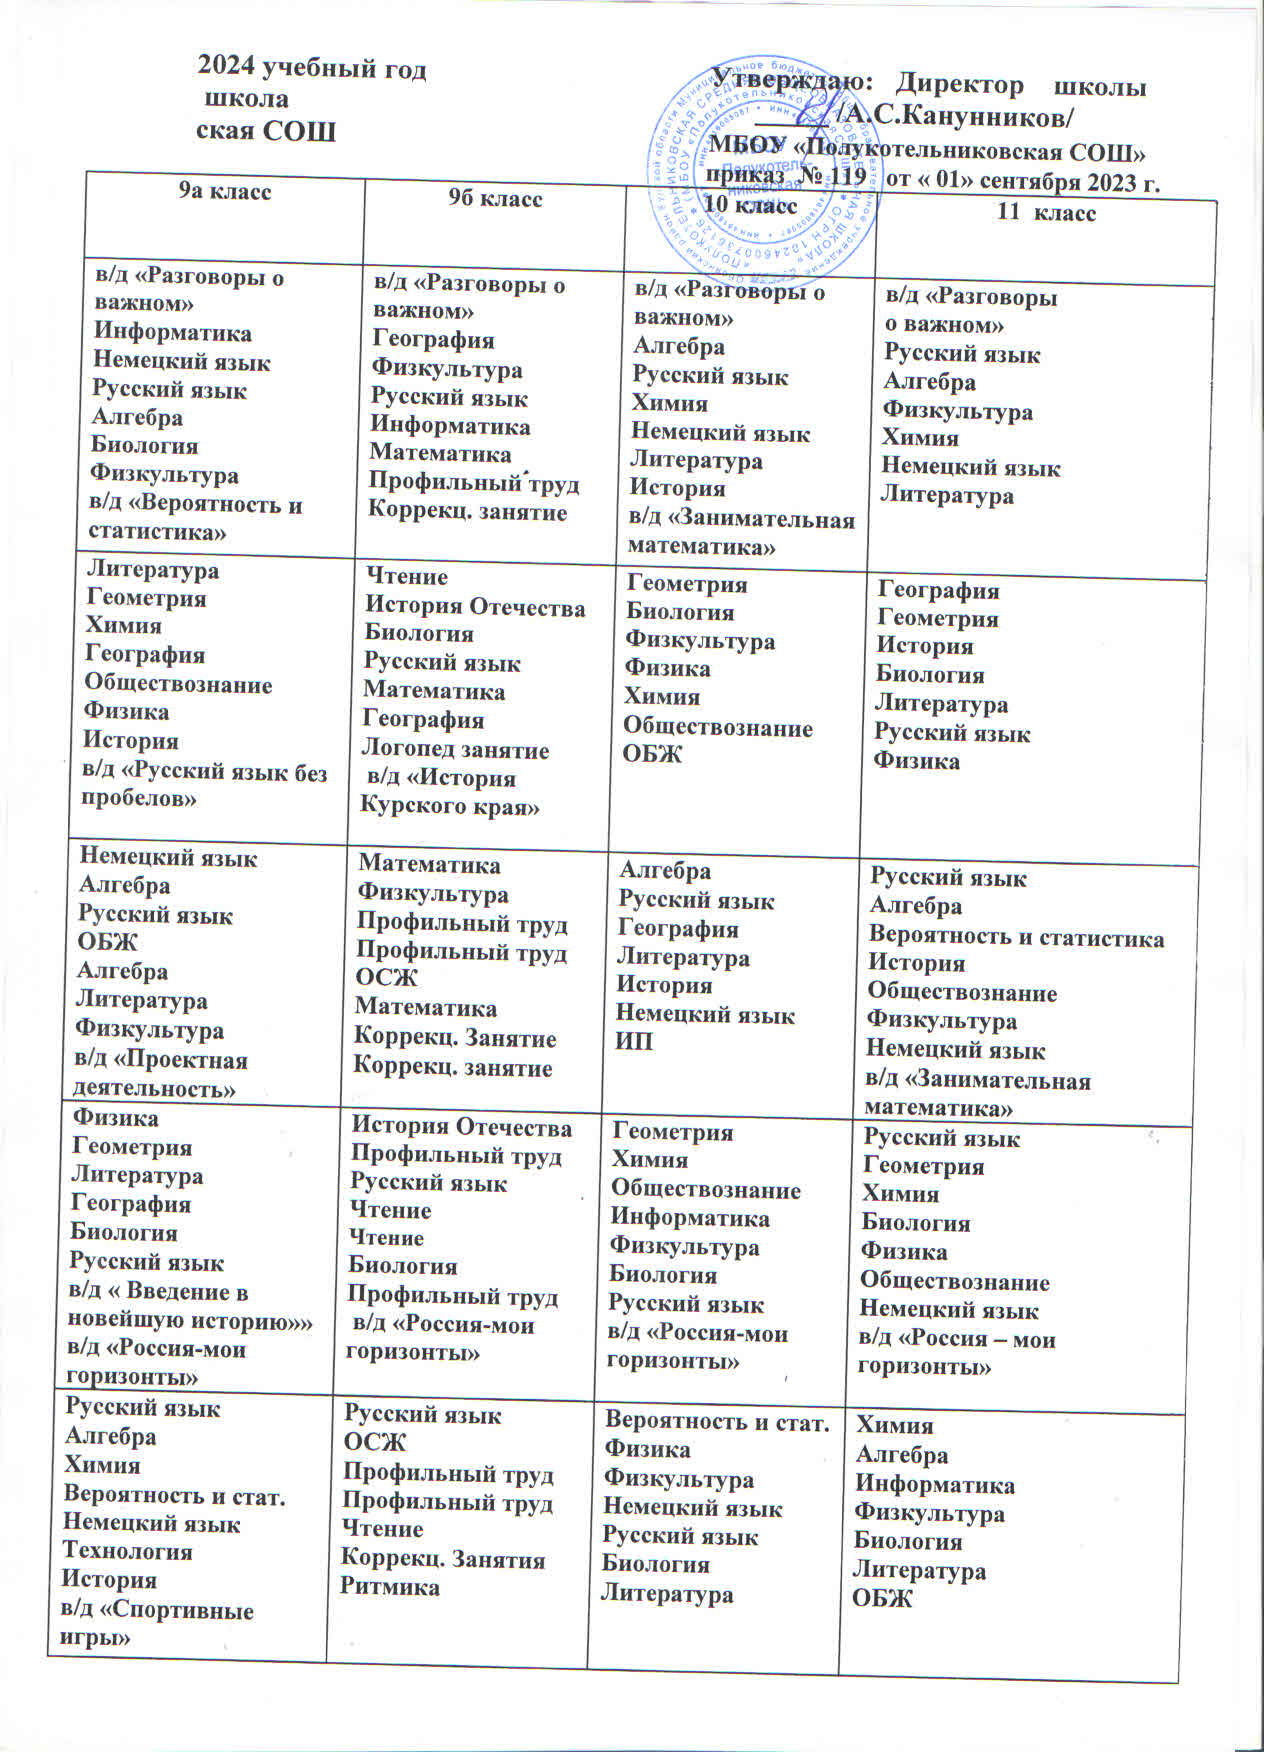 2024 учебный год
школа
ская СОШ
Утверждаю: Директор школы
/А.С.Канунников/
МБОУ «Полукотельниковская СОШ»
приказ № 119 от « 01» сентября 2023 г.
9а класс
9б класс
10 класс
11 класс
в/д «Разговоры о
важном»
Информатика
Немецкий язык
Русский язык
Алгебра
Биология
Физкультура
в/д «Вероятность и
статистика»
в/д «Разговоры о
важном»
География
Физкультура
Русский язык
Информатика
Математика
Профильный труд
Коррекц. занятие
в/д «Разговоры о
важном»
Алгебра
Русский язык
Химия
Немецкий язык
Литература
История
в/д «Занимательная
математика»
в/д «Разговоры
о важном»
Русский язык
Алгебра
Физкультура
Химия
Немецкий язык
Литература
Литература
Геометрия
Химия
География
Обществознание
Физика
История
в/д «Русский язык без
пробелов»
Чтение
История Отечества
Биология
Русский язык
Математика
География
Логопед занятие
в/д «История
Курского края»
Геометрия
Биология
Физкультура
Физика
Химия
Обществознание
ОБЖ
География
Геометрия
История
Биология
Литература
Русский язык
Физика
Немецкий язык
Алгебра
Русский язык
ОБЖ
Алгебра
Литература
Физкультура
в/д «Проектная
деятельность»
Математика
Физкультура
Профильный труд
Профильный труд
ОСЖ
Математика
Коррекц. Занятие
Коррекц. занятие
Алгебра
Русский язык
География
Литература
История
Немецкий язык
ИП
Русский язык
Алгебра
Вероятность и статистика
История
Обществознание
Физкультура
Немецкий язык
в/д «Занимательная
математика»
Физика
Геометрия
Литература
География
Биология
Русский язык
в/д « Введение в
новейшую историю»»
в/д «Россия-мои
горизонты»
История Отечества
Профильный труд
Русский язык
Чтение
Чтение
Биология
Профильный труд
в/д «Россия-мои
горизонты»
Геометрия
Химия
Обществознание
Информатика
Физкультура
Биология
Русский язык
в/д «Россия-мои
горизонты»
Русский язык
Геометрия
Химия
Биология
Физика
Обществознание
Немецкий язык
в/д «Россия – мои
горизонты»
Русский язык
Алгебра
Химия
Вероятность и стат.
Немецкий язык
Технология
История
в/д «Спортивные
игры»
Русский язык
ОСЖ
Профильный труд
Профильный труд
Чтение
Коррекц. Занятия
Ритмика
Вероятность и стат.
Физика
Физкультура
Немецкий язык
Русский язык
Биология
Литература
Химия
Алгебра
Информатика
Физкультура
Биология
Литература
ОБЖ